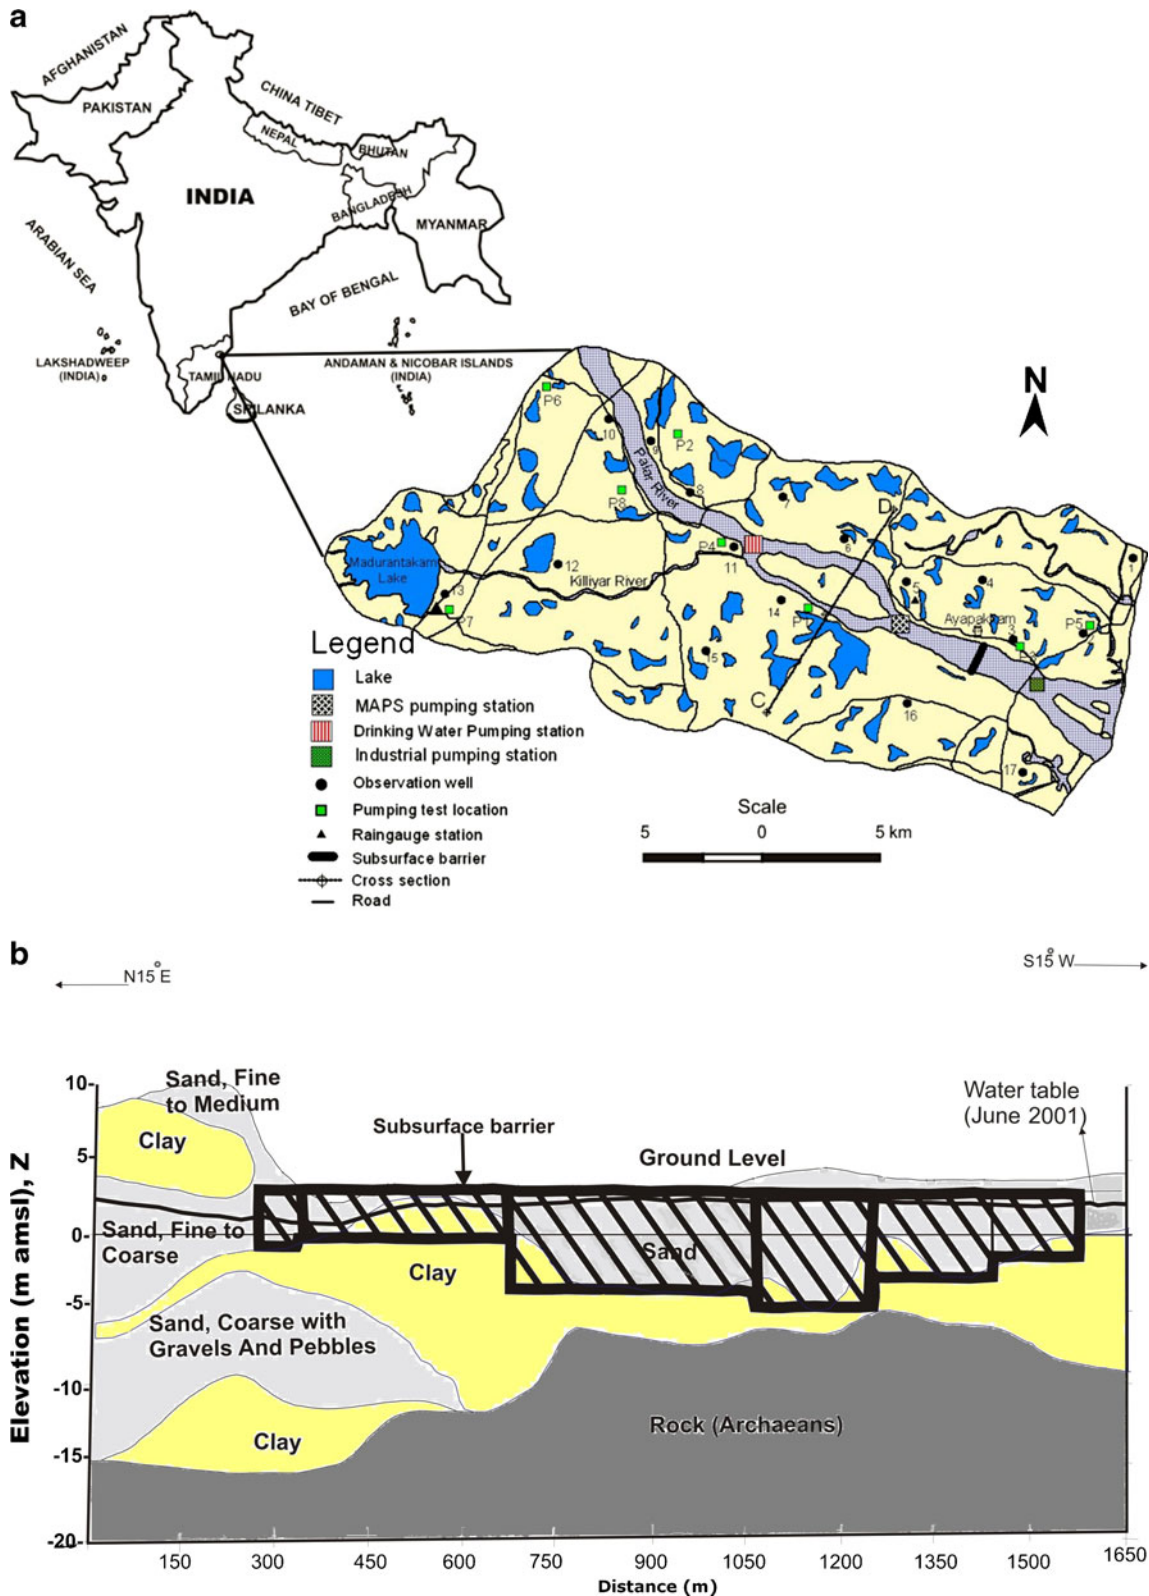 a
AFGHANISTAN
PAKISTAN
CHINA TIBET
NEPAL
BHUTAN
INDIA
BANGLADESH
MYANMAR
ARABIAN SEA
BAY OF BENGAL
LAKSHADWEEP
(INDIA)
TAMIL NADU
ANDAMAN & NICOBAR ISLANDS
(INDIA)
SRILANKA
N
P6
10
9
P2
Palar River
8
P8
7
D
6
P4
11
1
Madurantakam
Lake
12
Killiyar River
13
P7
14
P1
5
4
Ayapakkam
3
P5
P3
15
C
16
17
Legend
Lake
MAPS pumping station
Drinking Water Pumping station
Industrial pumping station
Observation well
Pumping test location
Raingauge station
Subsurface barrier
Cross section
Road
Scale
5 0 5 km
b
N15°E
S15°W
Sand, Fine
to Medium
Clay
Subsurface barrier
Ground Level
Water table
(June 2001)
Sand, Fine to
Coarse
Clay
Sand
Sand, Coarse with
Gravels And Pebbles
Clay
Rock (Archaeans)
Elevation (m amsl), Z
10-
5-
0-
-5-
-10-
-15-
-20-
150 300 450 600 750 900 1050 1200 1350 1500 1650
Distance (m)